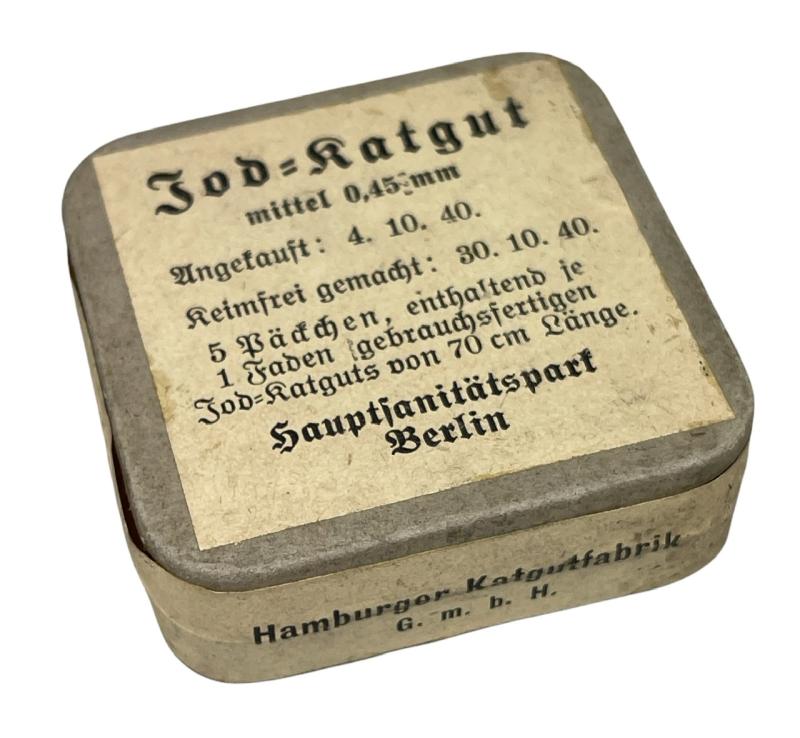 Jod=Katgut
mittel 0,45 mm
Angekauft: 4. 10. 40.
Keimfrei gemacht: 30. 10. 40.
5 Päckchen, enthaltend je
1 Faden gebrauchsfertigen
Jod=Katguts von 70 cm Länge.
Hauptsanitätspark
Berlin
Hamburger Katgutfabrik
G. m. b. H.